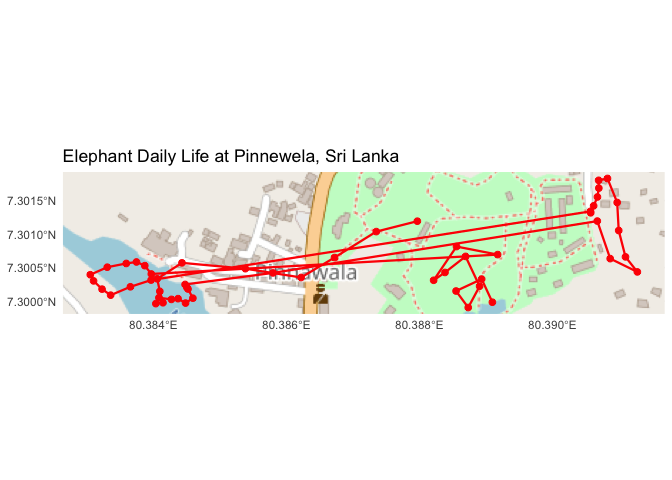 Elephant Daily Life at Pinnewela, Sri Lanka
7.3015°N
7.3010°N
7.3005°N
7.3000°N
Pinnawala
80.384°E
80.386°E
80.388°E
80.390°E